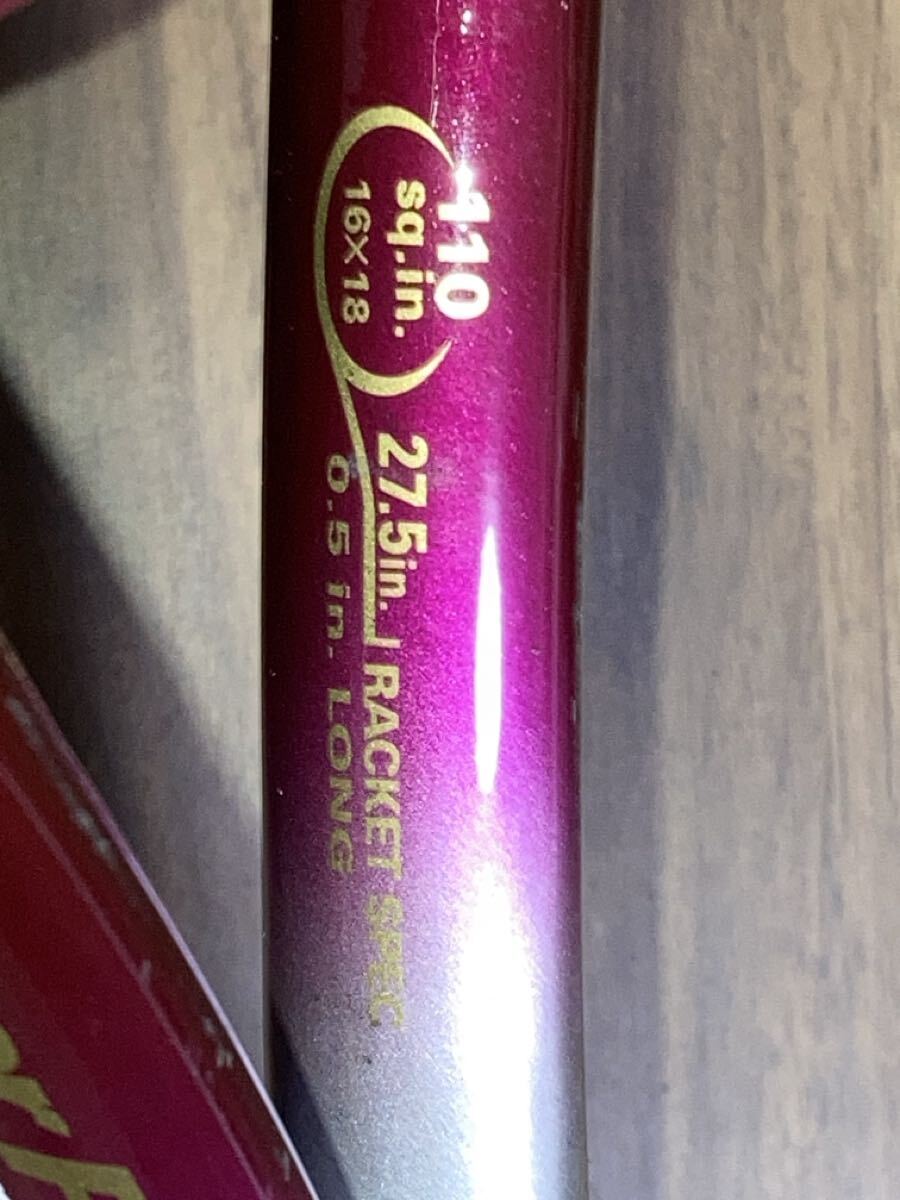 110
sq.in.
16×18
27.5in. RACKET SPEC
0.5 in. LONG